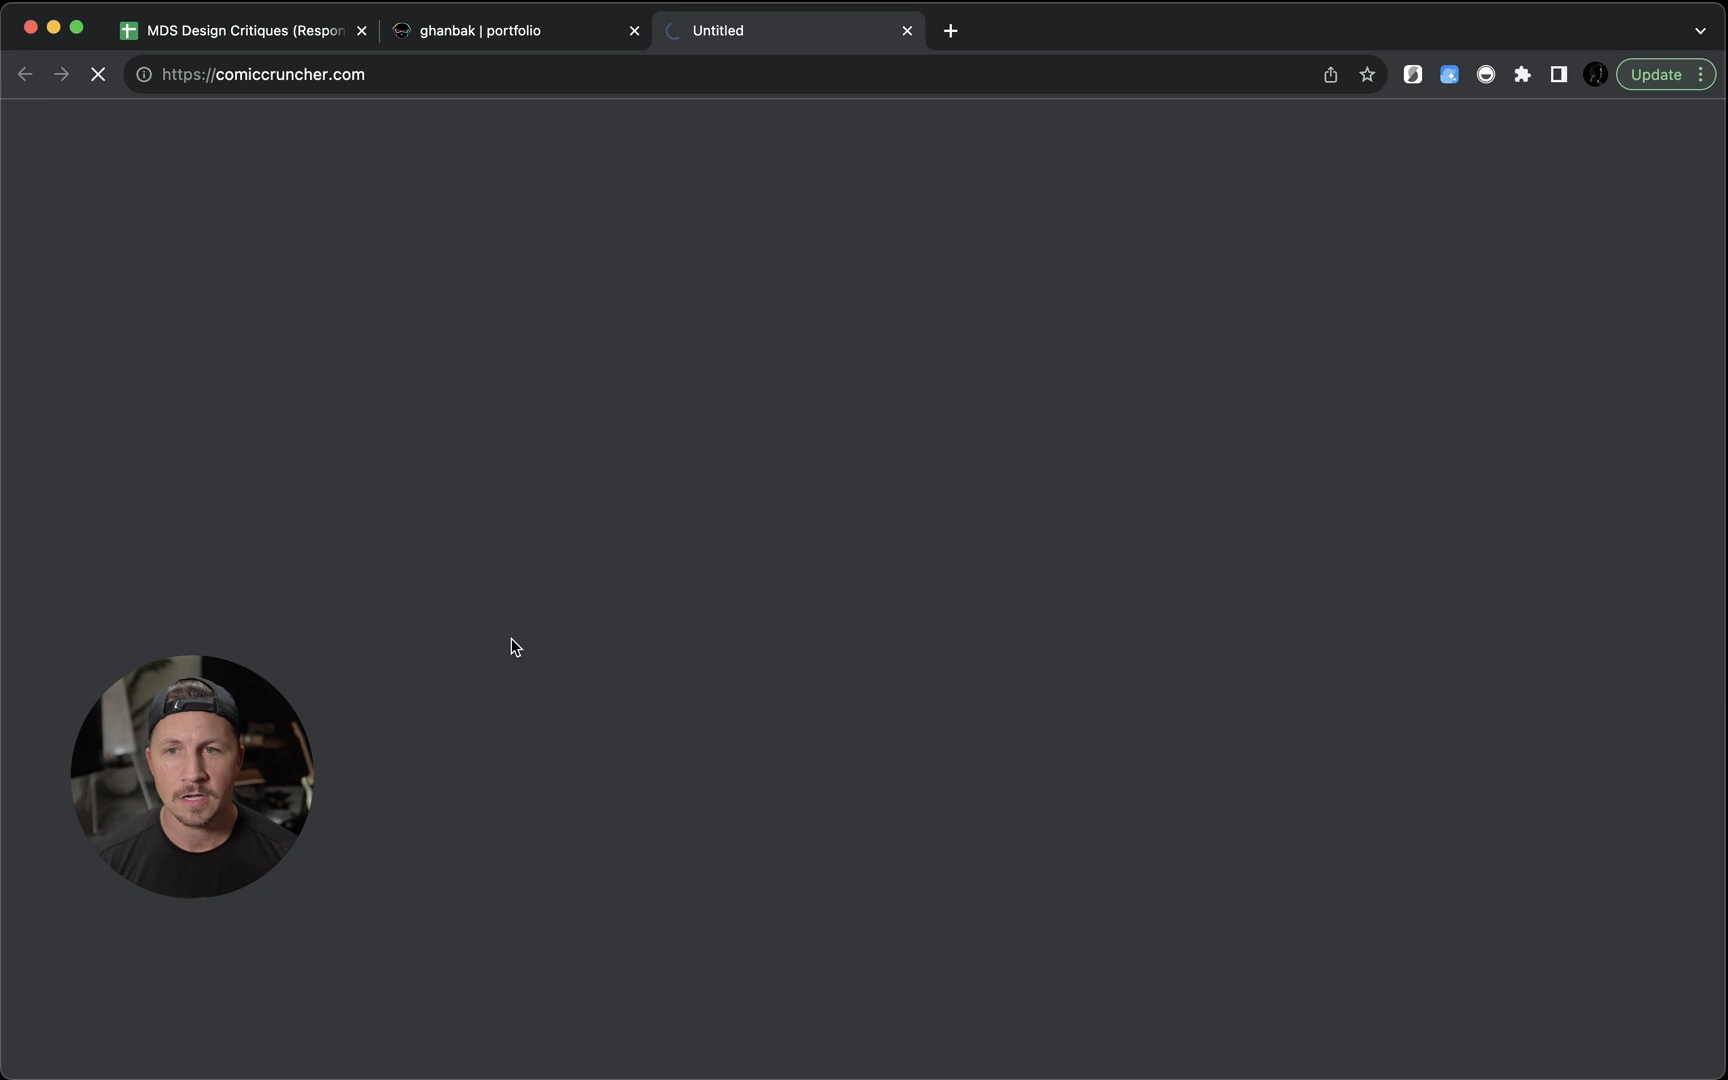 MDS Design Critiques (Respon
ghanbak | portfolio
Untitled
https://comiccruncher.com
Update